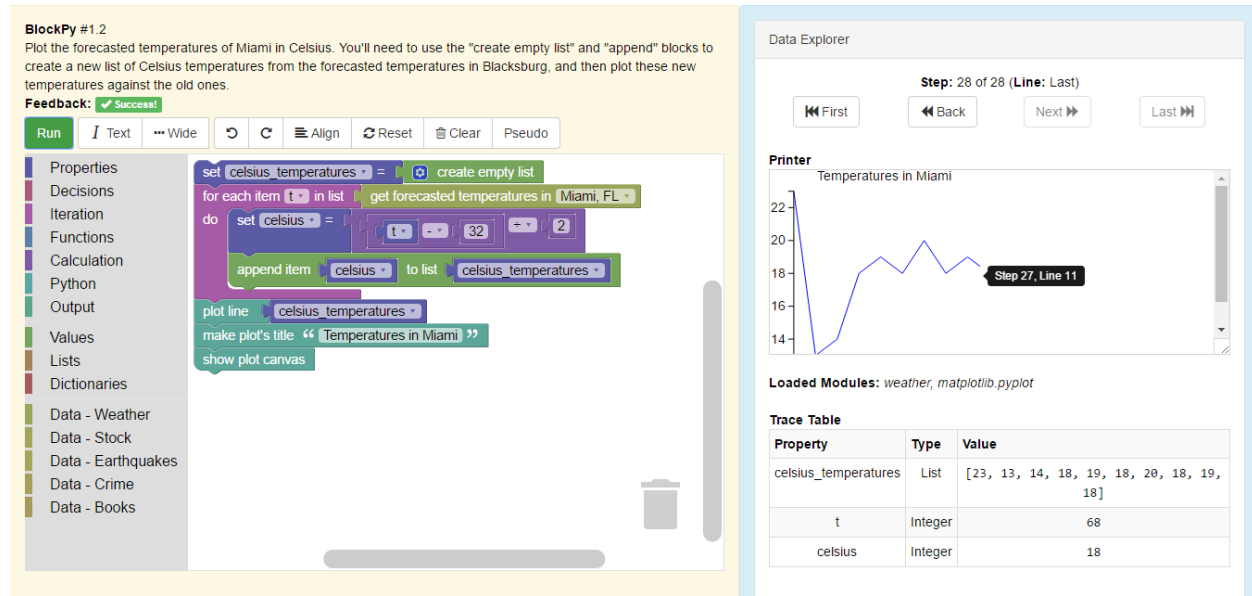 BlockPy #1.2
Plot the forecasted temperatures of Miami in Celsius. You'll need to use the "create empty list" and "append" blocks to
create a new list of Celsius temperatures from the forecasted temperatures in Blacksburg, and then plot these new
temperatures against the old ones.
Feedback: ✔ Success!
Run I Text Wide Align Reset Clear Pseudo
Properties
Decisions
Iteration
Functions
Calculation
Python
Output
Values
Lists
Dictionaries
Data - Weather
Data - Stock
Data - Earthquakes
Data - Crime
Data - Books
set celsius_temperatures = create empty list
for each item t in list get forecasted temperatures in Miami, FL
do set celsius = t - 32 ÷ 2
append item celsius to list celsius_temperatures
plot line celsius_temperatures
make plot's title “ Temperatures in Miami ”
show plot canvas
Data Explorer
Step: 28 of 28 (Line: Last)
First Back Next Last
Printer
Temperatures in Miami
22
20
18
16
14
Step 27, Line 11
Loaded Modules: weather, matplotlib.pyplot
Trace Table
Property Type Value
celsius_temperatures List [23, 13, 14, 18, 19, 18, 20, 18, 19,
18]
t Integer 68
celsius Integer 18